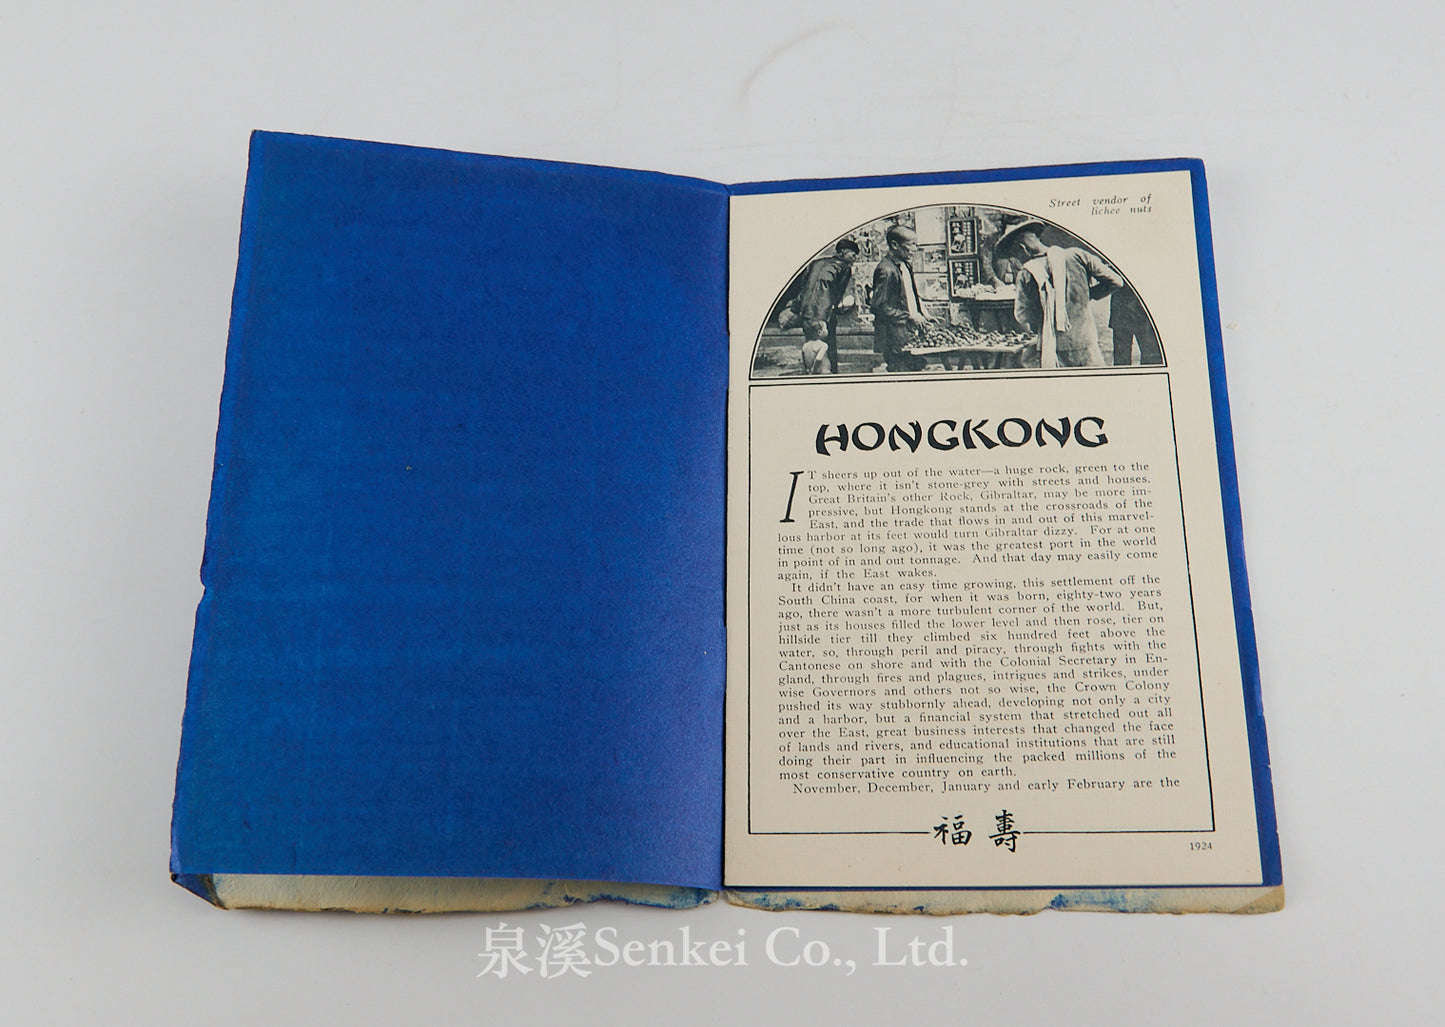 Street vendor of
lichee nuts
HONGKONG
IT sheers up out of the water—a huge rock, green to the
top, where it isn't stone-grey with streets and houses.
Great Britain's other Rock, Gibraltar, may be more im-
pressive, but Hongkong stands at the crossroads of the
East, and the trade that flows in and out of this marvel-
lous harbor at its feet would turn Gibraltar dizzy. For at one
time (not so long ago), it was the greatest port in the world
in point of in and out tonnage. And that day may easily come
again, if the East wakes.
It didn't have an easy time growing, this settlement off the
South China coast, for when it was born, eighty-two years
ago, there wasn't a more turbulent corner of the world. But,
just as its houses filled the lower level and then rose, tier on
hillside tier till they climbed six hundred feet above the
water, so, through peril and piracy, through fights with the
Cantonese on shore and with the Colonial Secretary in En-
gland, through fires and plagues, intrigues and strikes, under
wise Governors and others not so wise, the Crown Colony
pushed its way stubbornly ahead, developing not only a city
and a harbor, but a financial system that stretched out all
over the East, great business interests that changed the face
of lands and rivers, and educational institutions that are still
doing their part in influencing the packed millions of the
most conservative country on earth.
November, December, January and early February are the
福 壽
1924
泉溪Senkei Co., Ltd.